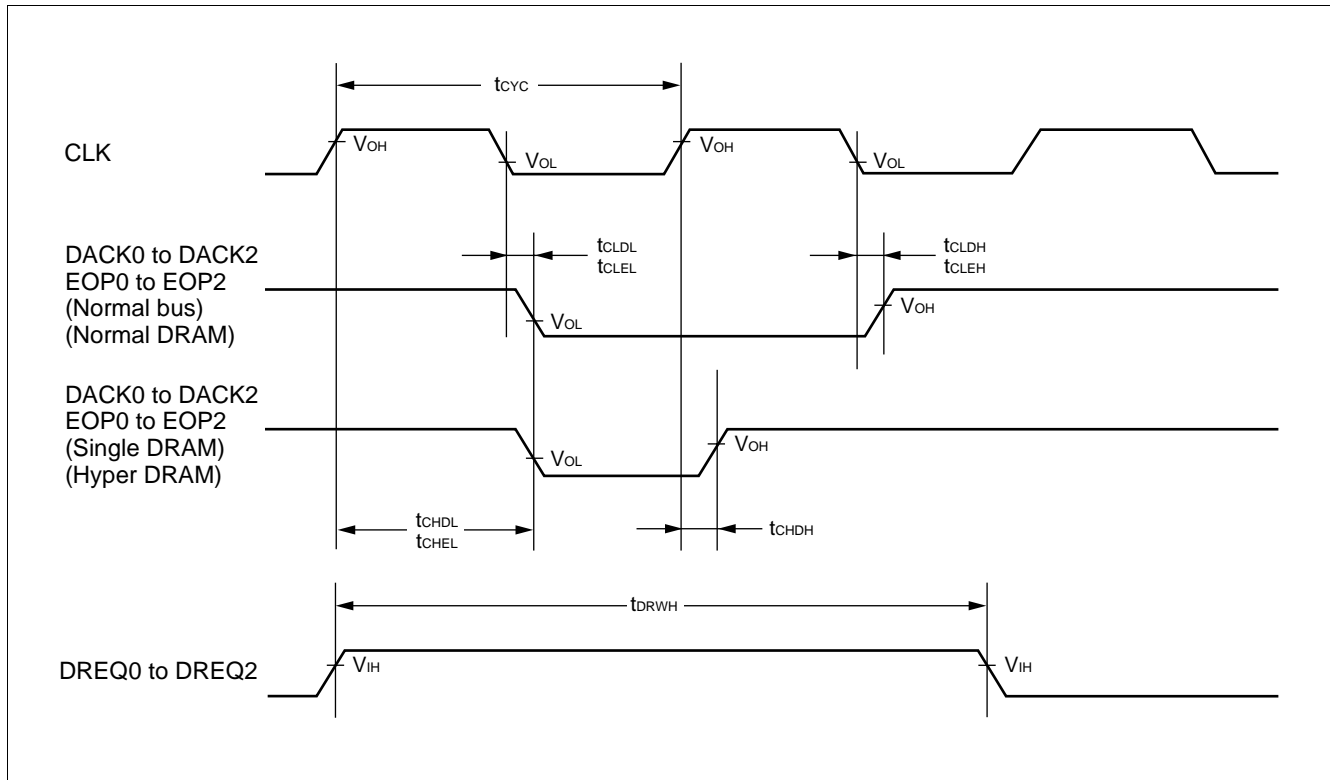 tCYC
CLK
VOH
VOL
VOH
VOL
DACK0 to DACK2
EOP0 to EOP2
(Normal bus)
(Normal DRAM)
tCLDL
tCLEL
tCLDH
tCLEH
VOL
VOH
DACK0 to DACK2
EOP0 to EOP2
(Single DRAM)
(Hyper DRAM)
VOL
VOH
tCHDL
tCHEL
tCHDH
tDRWH
DREQ0 to DREQ2
VIH
VIH